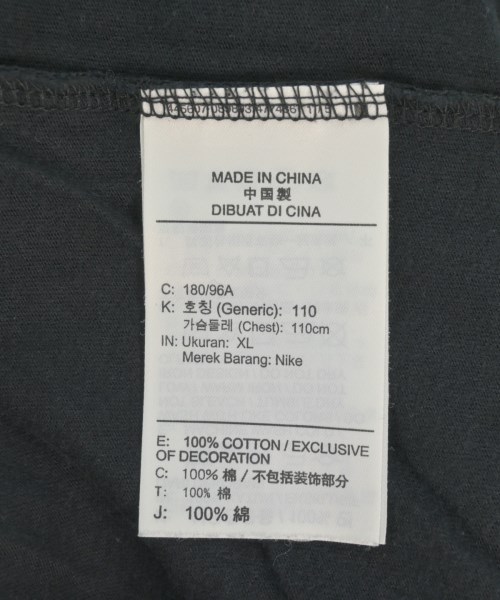 MADE IN CHINA
中国製
DIBUAT DI CINA
C: 180/96A
K: 호칭 (Generic): 110
가슴둘레 (Chest): 110cm
IN: Ukuran: XL
Merek Barang: Nike
E: 100% COTTON / EXCLUSIVE
OF DECORATION
C: 100% 棉 / 不包括装饰部分
T: 100% 棉
J: 100% 綿